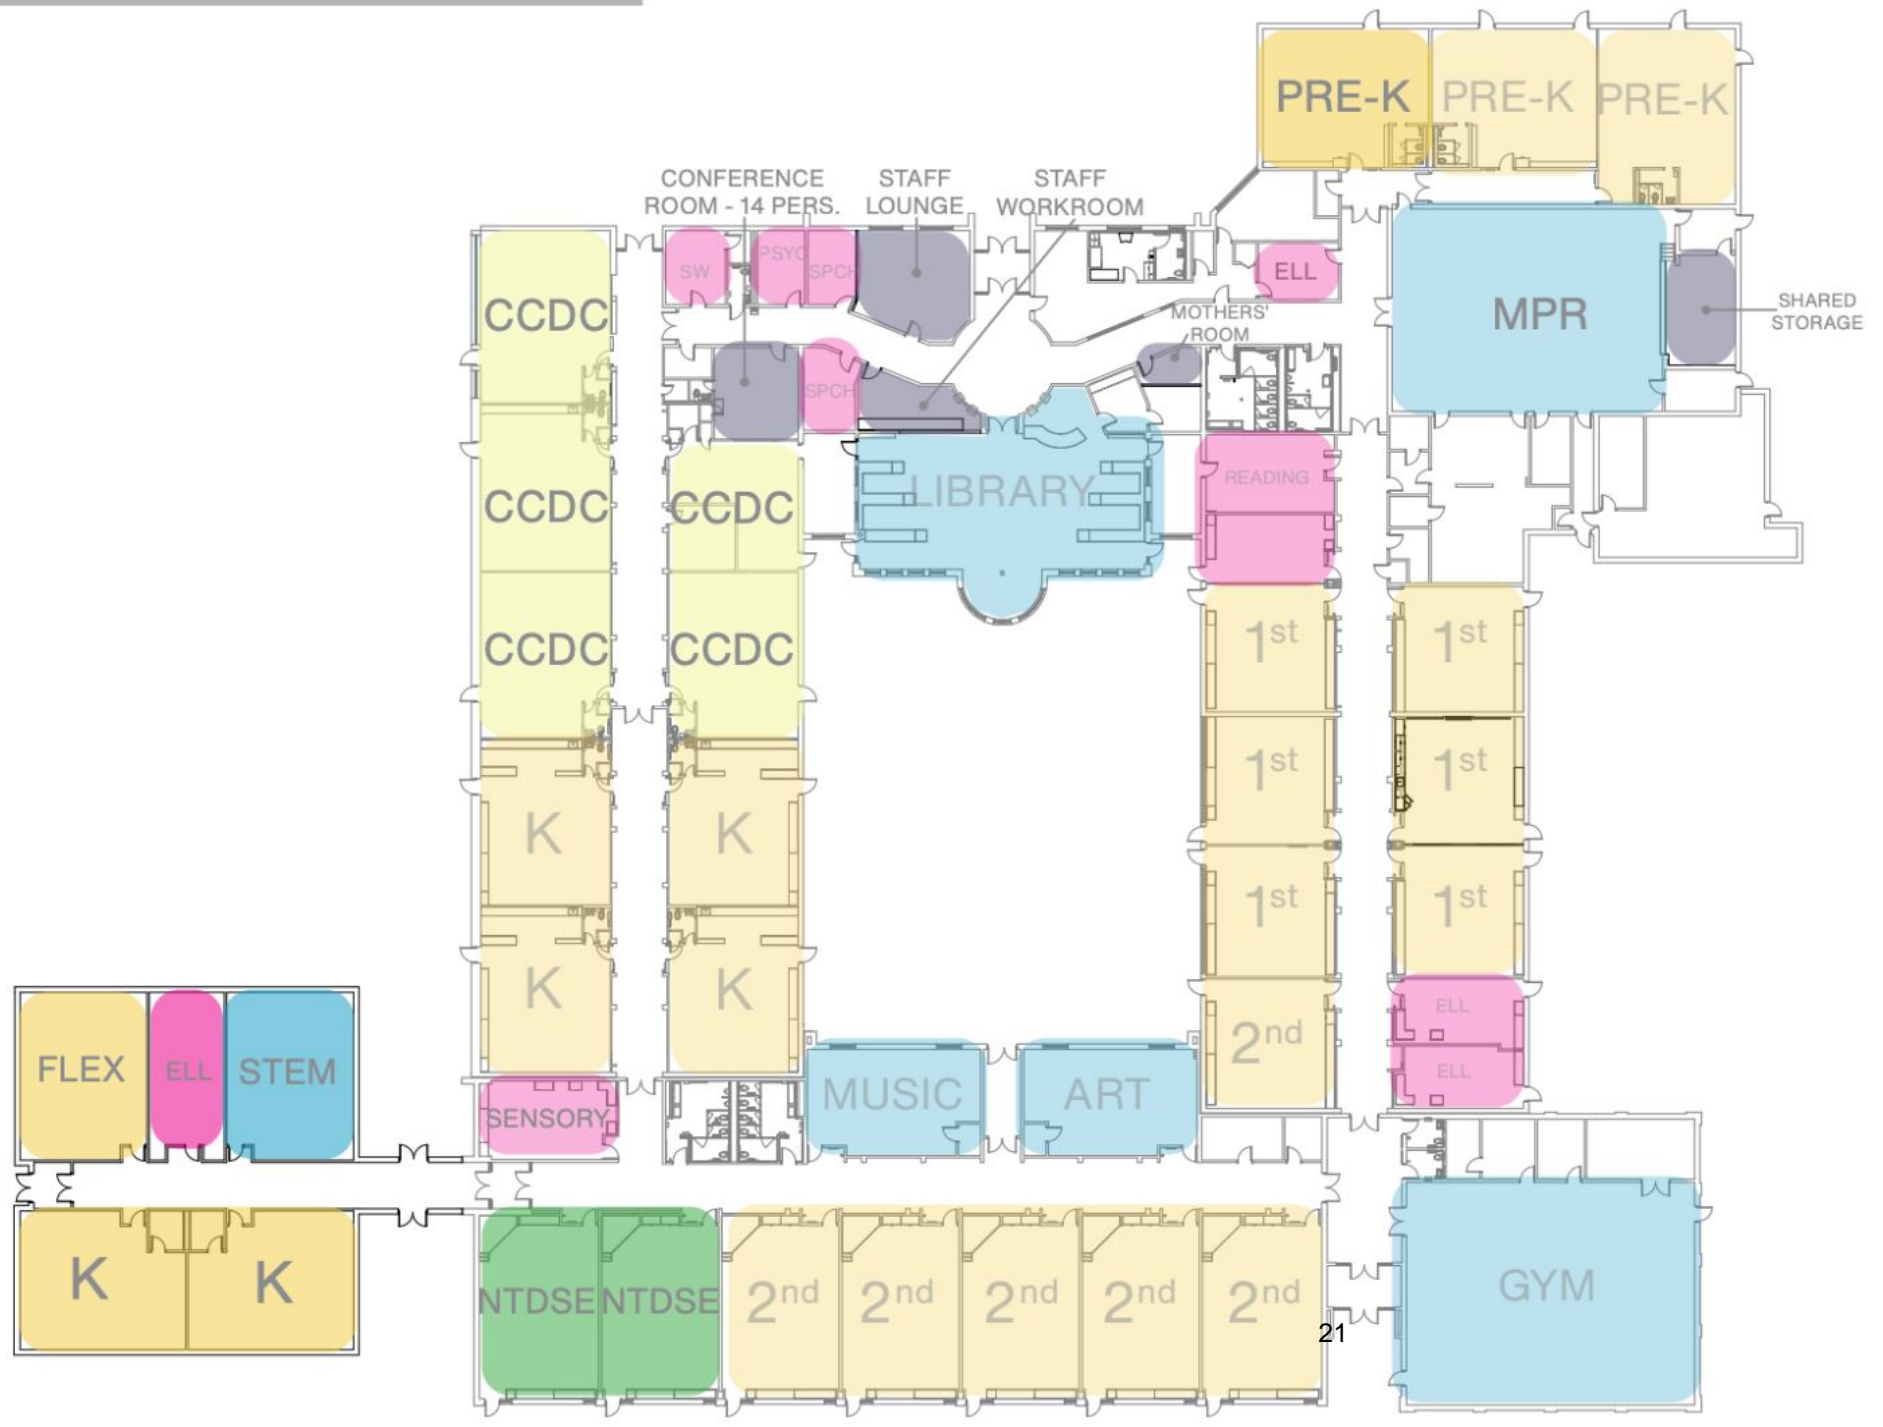 PRE-K
PRE-K
PRE-K
CONFERENCE
ROOM - 14 PERS.
STAFF
LOUNGE
STAFF
WORKROOM
SW
PSYC
SPCH
ELL
CCDC
MPR
SHARED
STORAGE
MOTHERS'
ROOM
SPCH
CCDC
CCDC
LIBRARY
READING
CCDC
CCDC
1st
1st
1st
1st
K
K
1st
1st
K
K
2nd
ELL
ELL
FLEX
ELL
STEM
SENSORY
MUSIC
ART
K
K
NTDSE
NTDSE
2nd
2nd
2nd
2nd
2nd
GYM
21